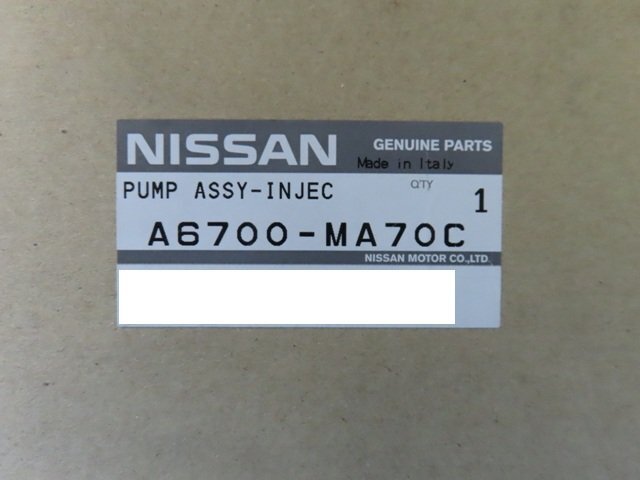 NISSAN GENUINE PARTS
Made in Italy
PUMP ASSY-INJEC QTY 1
A6700-MA70C
NISSAN MOTOR CO.,LTD.